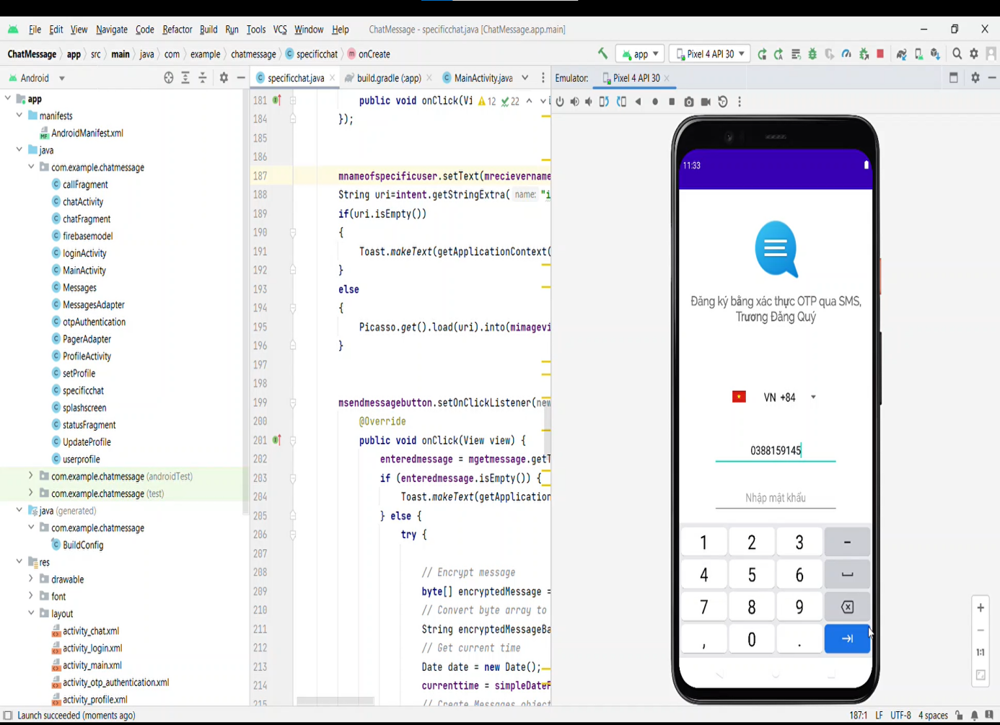 File Edit View Navigate Code Refactor Build Run Tools VCS Window Help ChatMessage - specificchat.java [ChatMessage.app.main]
ChatMessage app src main java com example chatmessage specificchat onCreate app Pixel 4 API 30
Android
app
manifests
AndroidManifest.xml
java
com.example.chatmessage
callFragment
chatActivity
chatFragment
firebasemodel
loginActivity
MainActivity
Messages
MessagesAdapter
otpAuthentication
PagerAdapter
ProfileActivity
setProfile
specificchat
splashscreen
statusFragment
UpdateProfile
userprofile
com.example.chatmessage (androidTest)
com.example.chatmessage (test)
java (generated)
com.example.chatmessage
BuildConfig
res
drawable
font
layout
activity_chat.xml
activity_login.xml
activity_main.xml
activity_otp_authentication.xml
activity_profile.xml
specificchat.java build.gradle (:app) MainActivity.java
12 22
181 public void onClick(Vi
184 });
185
186
187 mnameofspecificuser.setText(mrecievername
188 String uri=intent.getStringExtra( name: "i
189 if(uri.isEmpty())
190 {
191 Toast.makeText(getApplicationContext(
192 }
193 else
194 {
195 Picasso.get().load(uri).into(mimagevi
196 }
197
198
199 msendmessagebutton.setOnClickListener(new
200 @Override
201 public void onClick(View view) {
202 enteredmessage = mgetmessage.getT
203 if (enteredmessage.isEmpty()) {
204 Toast.makeText(getApplication
205 } else {
206 try {
207
208 // Encrypt message
209 byte[] encryptedMessage =
210 // Convert byte array to
211 String encryptedMessageBa
212 // Get current time
213 Date date = new Date();
214 currenttime = simpleDateF
215 // Create Messages object
Emulator: Pixel 4 API 30
11:33
Đăng ký bằng xác thực OTP qua SMS,
Trương Đăng Quý
VN +84
0388159145
Nhập mật khẩu
1 2 3 -
4 5 6
7 8 9
, 0 .
1:1
Launch succeeded (moments ago) 187:1 LF UTF-8 4 spaces